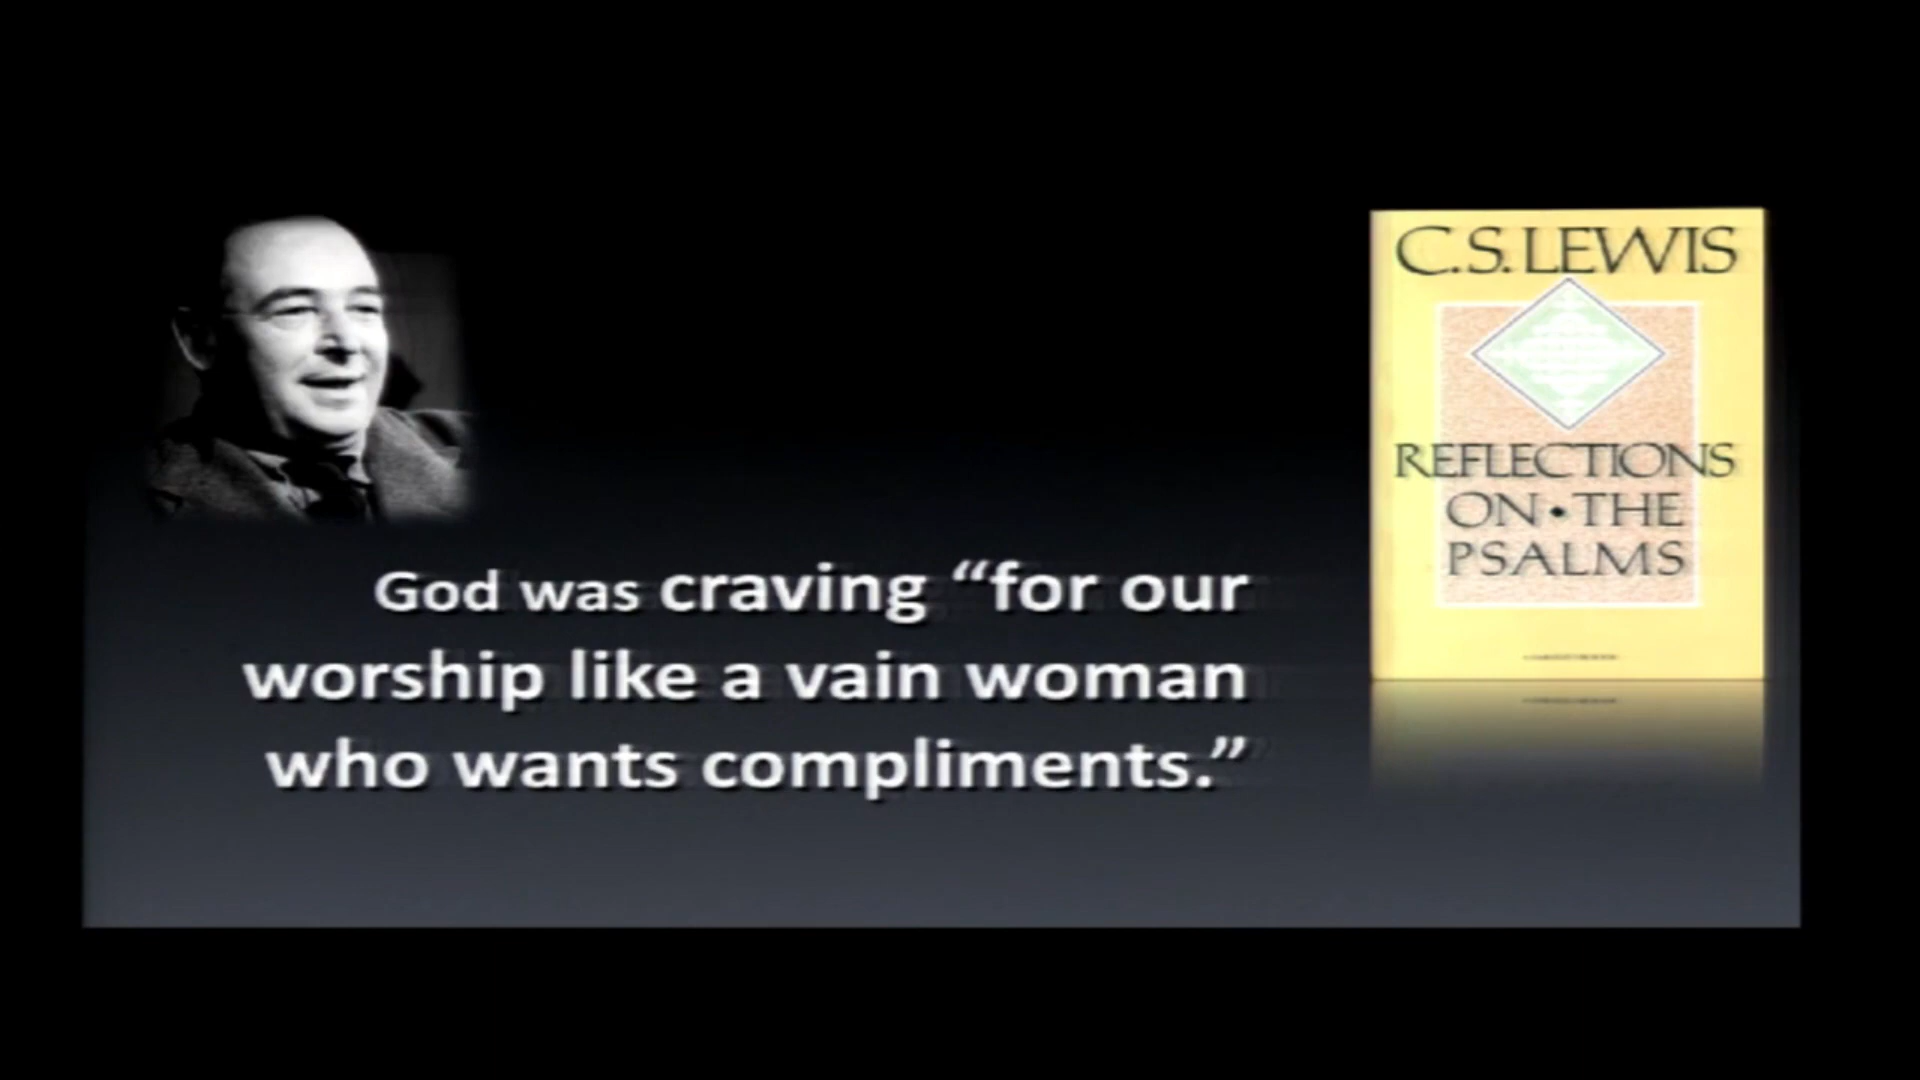 God was craving “for our
worship like a vain woman
who wants compliments.”
C.S. LEWIS
REFLECTIONS
ON • THE
PSALMS